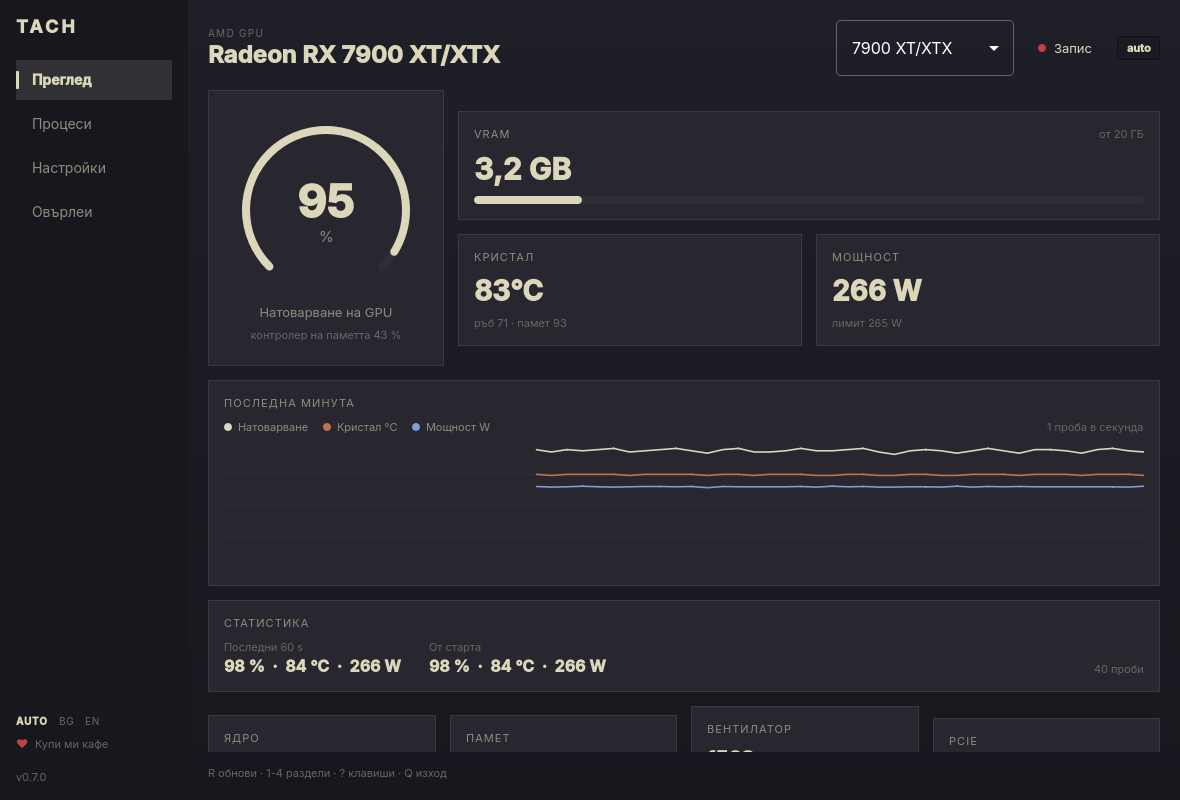 TACH
Преглед
Процеси
Настройки
Овърлеи
AUTO BG EN
Купи ми кафе
v0.7.0
AMD GPU
Radeon RX 7900 XT/XTX
7900 XT/XTX
Запис
auto
95
%
Натоварване на GPU
контролер на паметта 43 %
VRAM
от 20 ГБ
3,2 GB
КРИСТАЛ
83°C
ръб 71 · памет 93
МОЩНОСТ
266 W
лимит 265 W
ПОСЛЕДНА МИНУТА
Натоварване Кристал °C Мощност W
1 проба в секунда
СТАТИСТИКА
Последни 60 s
98 % · 84 °C · 266 W
От старта
98 % · 84 °C · 266 W
40 проби
ЯДРО
ПАМЕТ
ВЕНТИЛАТОР
PCIE
R обнови · 1-4 раздели · ? клавиши · Q изход